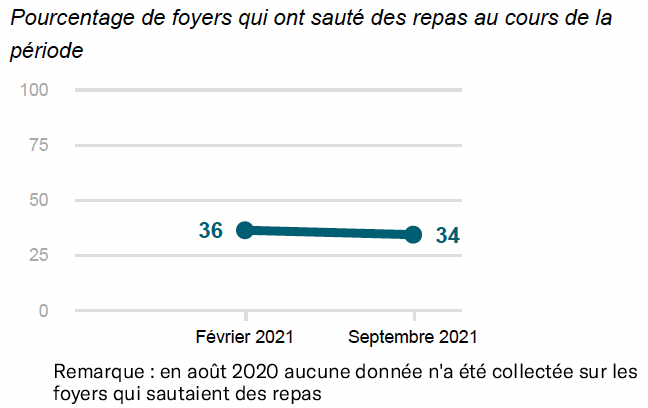 Pourcentage de foyers qui ont sauté des repas au cours de la
période
100
75
50
36
34
25
0
Février 2021
Septembre 2021
Remarque : en août 2020 aucune donnée n'a été collectée sur les
foyers qui sautaient des repas